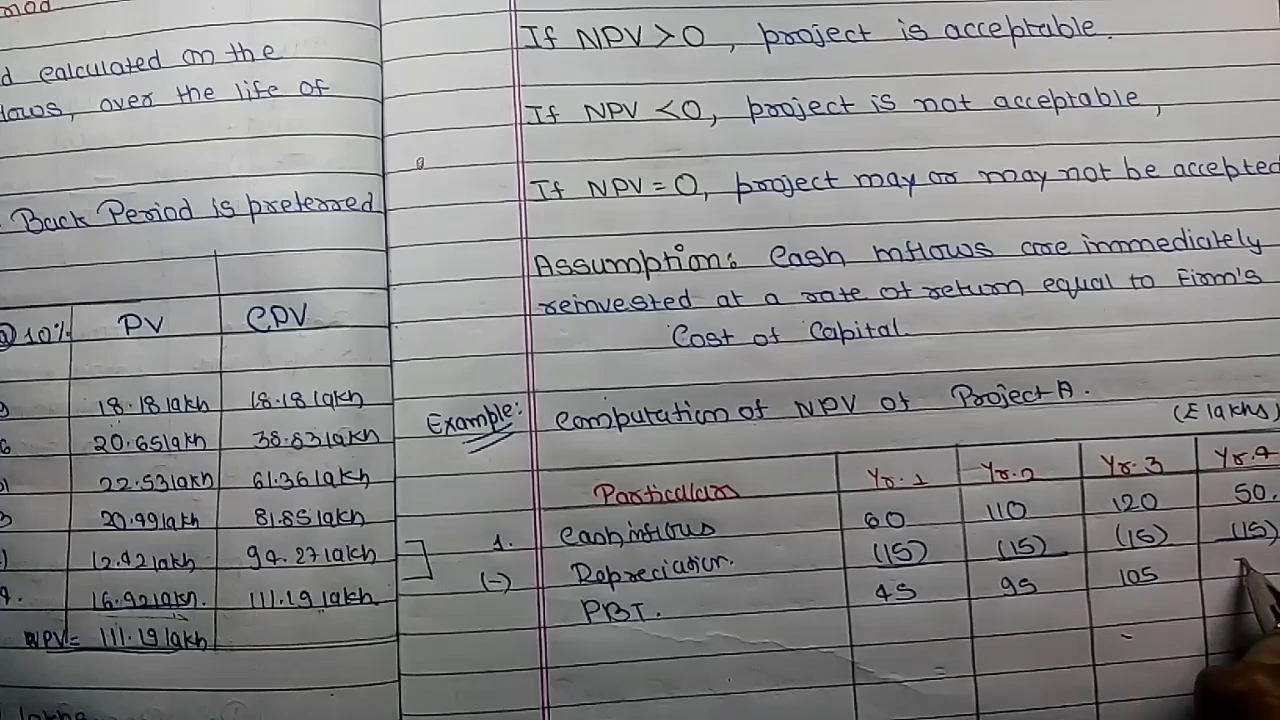 d calculated on the
lows, over the life of
Back Period is preferred
@ 10% PV CPV
18.18 lakh 18.18 lakh
20.65 lakh 38.83 lakh
22.53 lakh 61.36 lakh
20.49 lakh 81.85 lakh
12.42 lakh 94.27 lakh
16.92 lakh. 111.19 lakh
NPV= 111.19 lakh
If NPV>0, project is acceptable.
If NPV <0, project is not acceptable,
If NPV=0, project may or may not be accepted
Assumption: Cash inflows are immediately
reinvested at a rate of return equal to Firm's
Cost of Capital.
Example: Computation of NPV of Project A.
(₹ lakhs)
Particulars Yr.1 Yr.2 Yr.3 Yr.4
1. Cash inflows 60 110 120 50.
(-) Depreciation. (15) (15) (15) (15)
PBT. 45 95 105